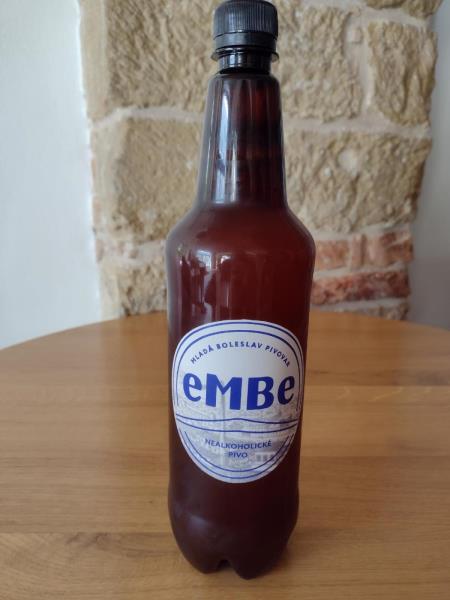 MLADÁ BOLESLAV PIVOVAR
eMBe
NEALKOHOLICKÉ
PIVO